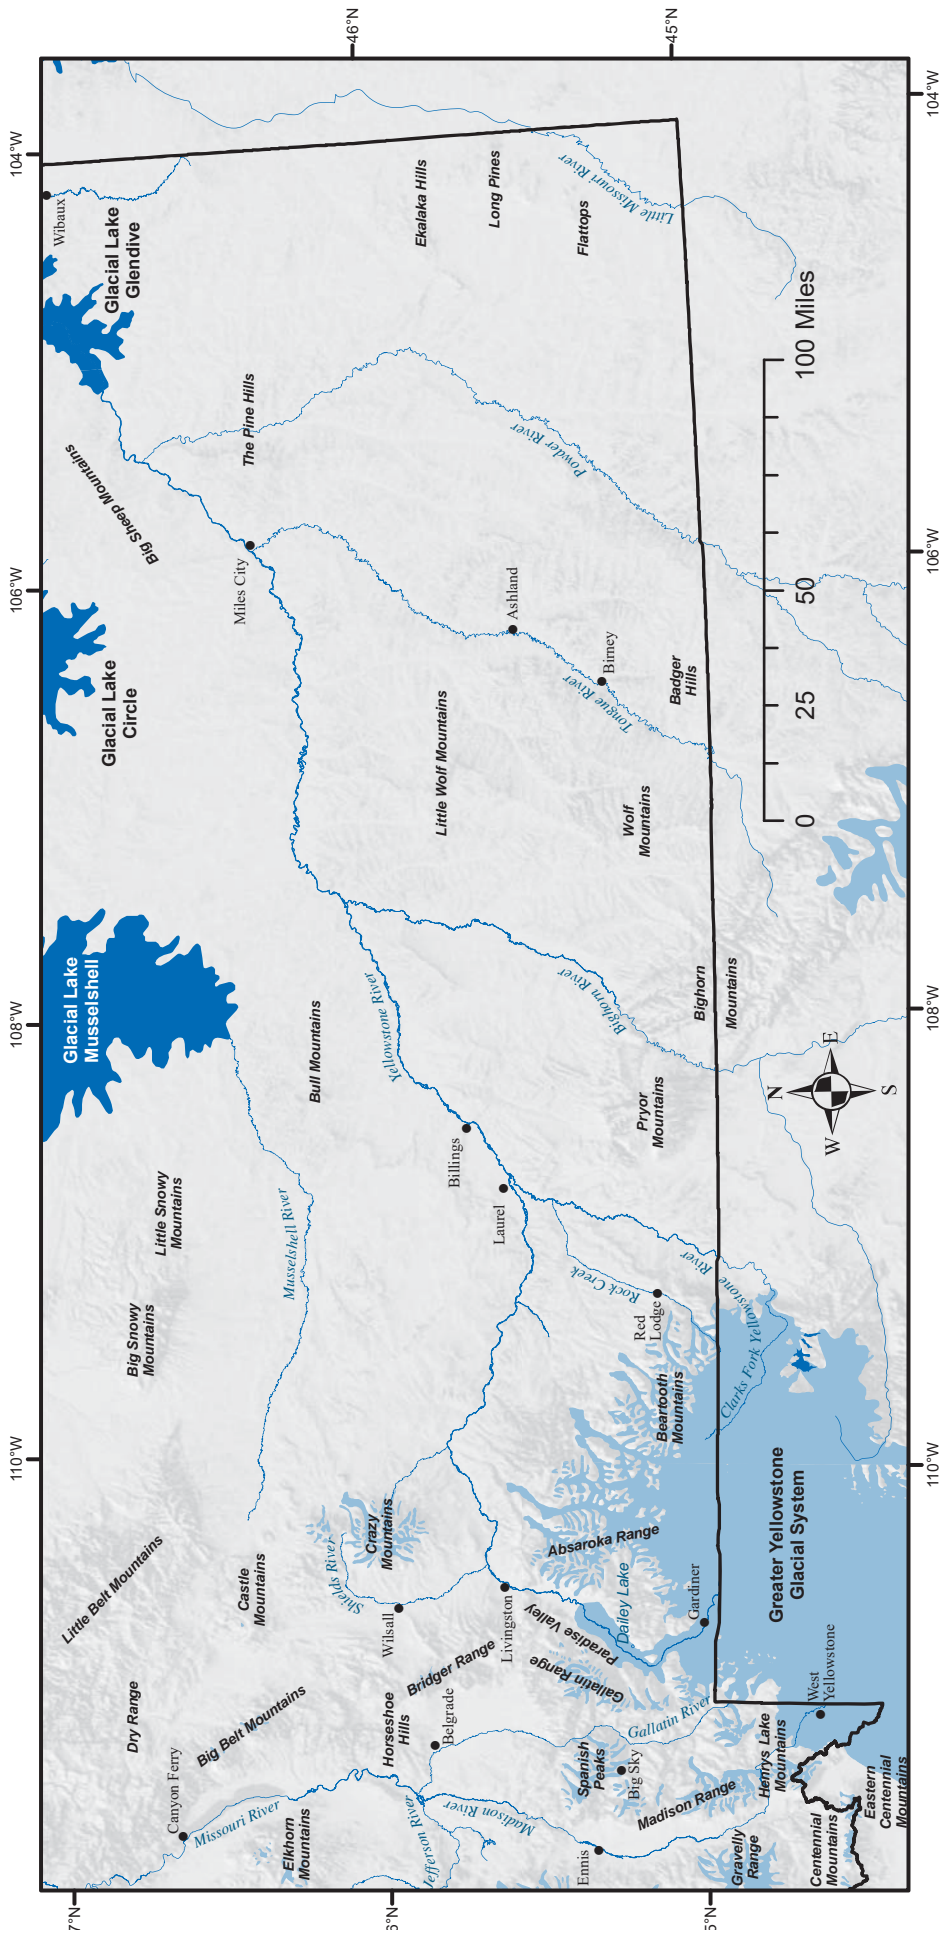 104°W
106°W
108°W
110°W
46°N
45°N
104°W
106°W
108°W
110°W
7°N
6°N
5°N
Wibaux
Glacial Lake
Glendive
Ekalaka Hills
Long Pines
Flattops
Little Missouri River
Big Sheep Mountains
The Pine Hills
Powder River
Miles City
Glacial Lake
Circle
Ashland
Birney
Tongue River
Badger
Hills
Little Wolf Mountains
Wolf
Mountains
0
25
50
100 Miles
Glacial Lake
Musselshell
Bull Mountains
Yellowstone River
Bighorn River
Bighorn
Mountains
Pryor
Mountains
N
E
S
W
Billings
Laurel
Little Snowy
Mountains
Big Snowy
Mountains
Musselshell River
Rock Creek
Red
Lodge
Clarks Fork Yellowstone River
Beartooth
Mountains
Greater Yellowstone
Glacial System
Absaroka Range
Dailey Lake
Gardiner
Crazy
Mountains
Shields River
Wilsall
Livingston
Paradise Valley
Gallatin Range
Little Belt Mountains
Castle
Mountains
Bridger Range
Dry Range
Big Belt Mountains
Horseshoe
Hills
Belgrade
Gallatin River
West
Yellowstone
Canyon Ferry
Missouri River
Elkhorn
Mountains
Jefferson River
Madison River
Spanish
Peaks
Big Sky
Madison Range
Henrys Lake
Mountains
Ennis
Gravelly
Range
Centennial
Mountains
Eastern
Centennial
Mountains